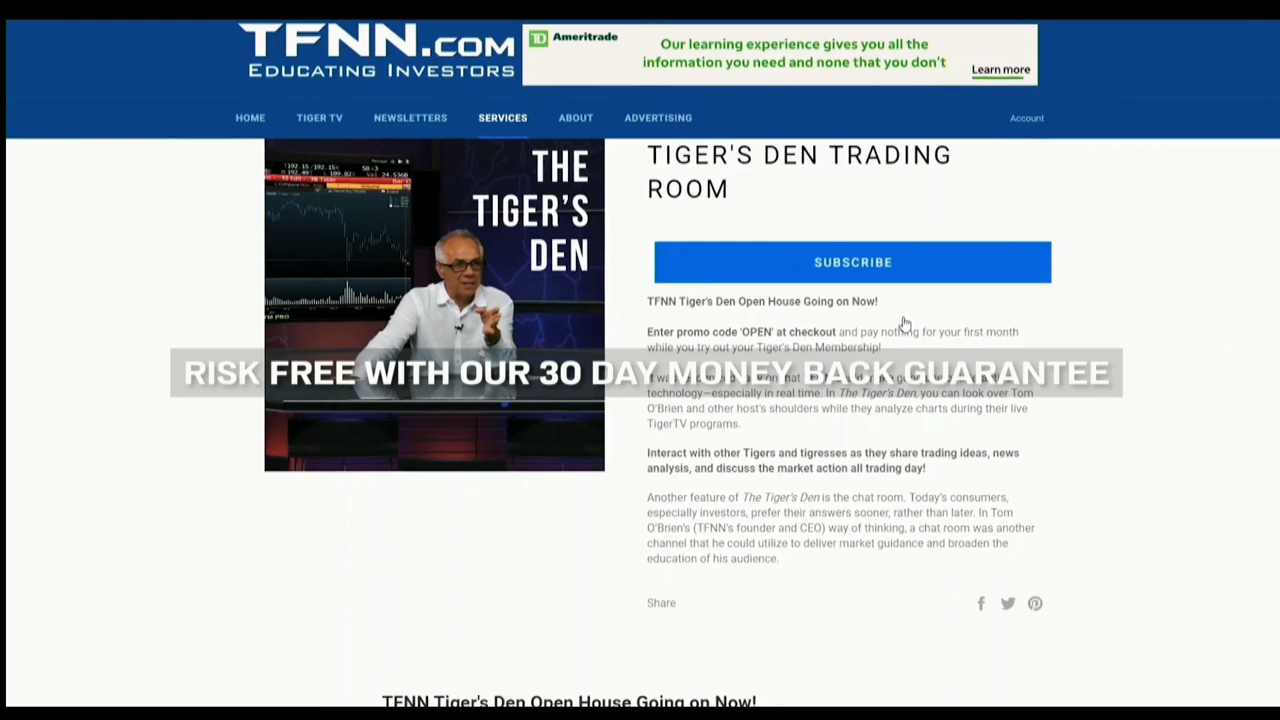 TFNN.COM
EDUCATING INVESTORS
TD Ameritrade
Our learning experience gives you all the
information you need and none that you don't
Learn more
HOME TIGER TV NEWSLETTERS SERVICES ABOUT ADVERTISING Account
THE
TIGER'S
DEN
TIGER'S DEN TRADING
ROOM
SUBSCRIBE
TFNN Tiger's Den Open House Going on Now!
Enter promo code 'OPEN' at checkout and pay nothing for your first month
while you try out your Tiger's Den Membership!
RISK FREE WITH OUR 30 DAY MONEY BACK GUARANTEE
technology—especially in real time. In The Tiger's Den, you can look over Tom
O'Brien and other host's shoulders while they analyze charts during their live
TigerTV programs.
Interact with other Tigers and tigresses as they share trading ideas, news
analysis, and discuss the market action all trading day!
Another feature of The Tiger's Den is the chat room. Today's consumers,
especially investors, prefer their answers sooner, rather than later. In Tom
O'Brien's (TFNN's founder and CEO) way of thinking, a chat room was another
channel that he could utilize to deliver market guidance and broaden the
education of his audience.
Share
TFNN Tiger's Den Open House Going on Now!